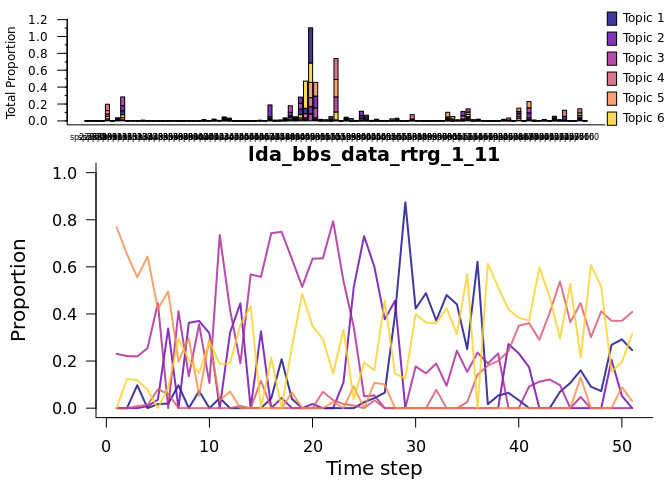 1.2
1.0
0.8
0.6
0.4
0.2
0.0
Total Proportion
Topic 1
Topic 2
Topic 3
Topic 4
Topic 5
Topic 6
lda_bbs_data_rtrg_1_11
1.0
0.8
0.6
0.4
0.2
0.0
Proportion
0 10 20 30 40 50
Time step